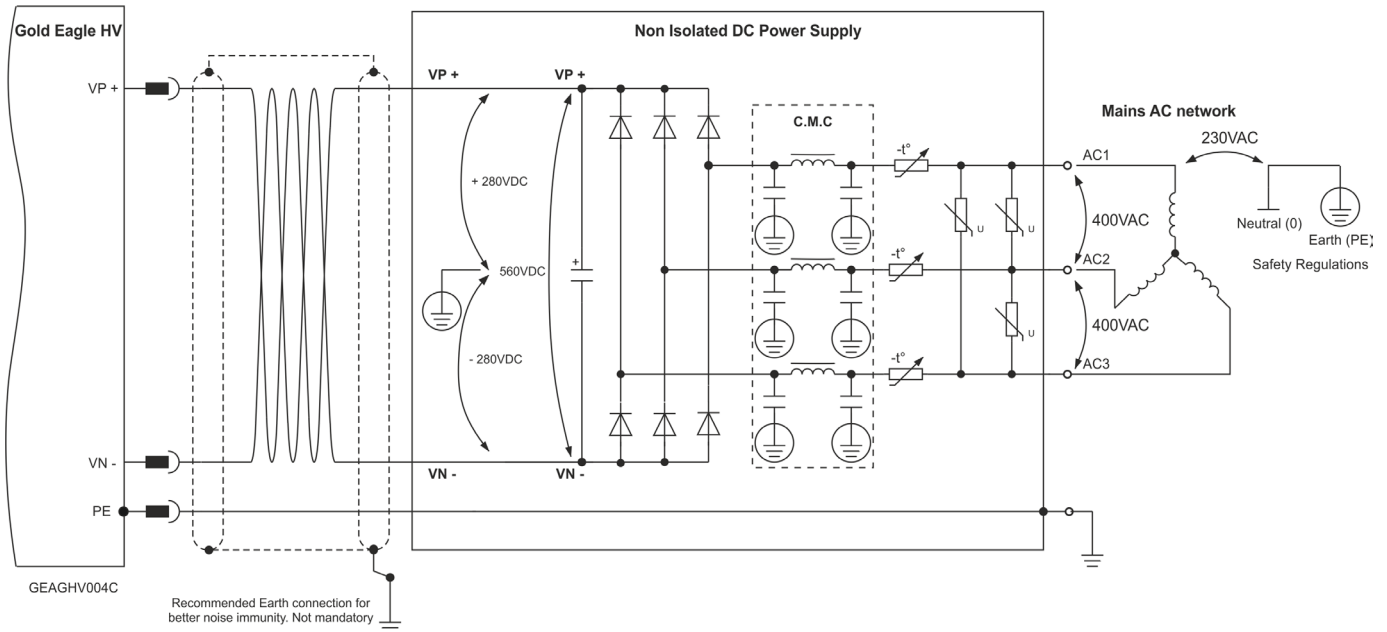 Gold Eagle HV
Non Isolated DC Power Supply
VP +
VP +
VP +
C.M.C
Mains AC network
230VAC
-t°
AC1
+ 280VDC
U
U
400VAC
Neutral (0)
Earth (PE)
Safety Regulations
-t°
AC2
560VDC
+
U
400VAC
- 280VDC
-t°
AC3
VN -
VN -
VN -
PE
GEAGHV004C
Recommended Earth connection for
better noise immunity. Not mandatory